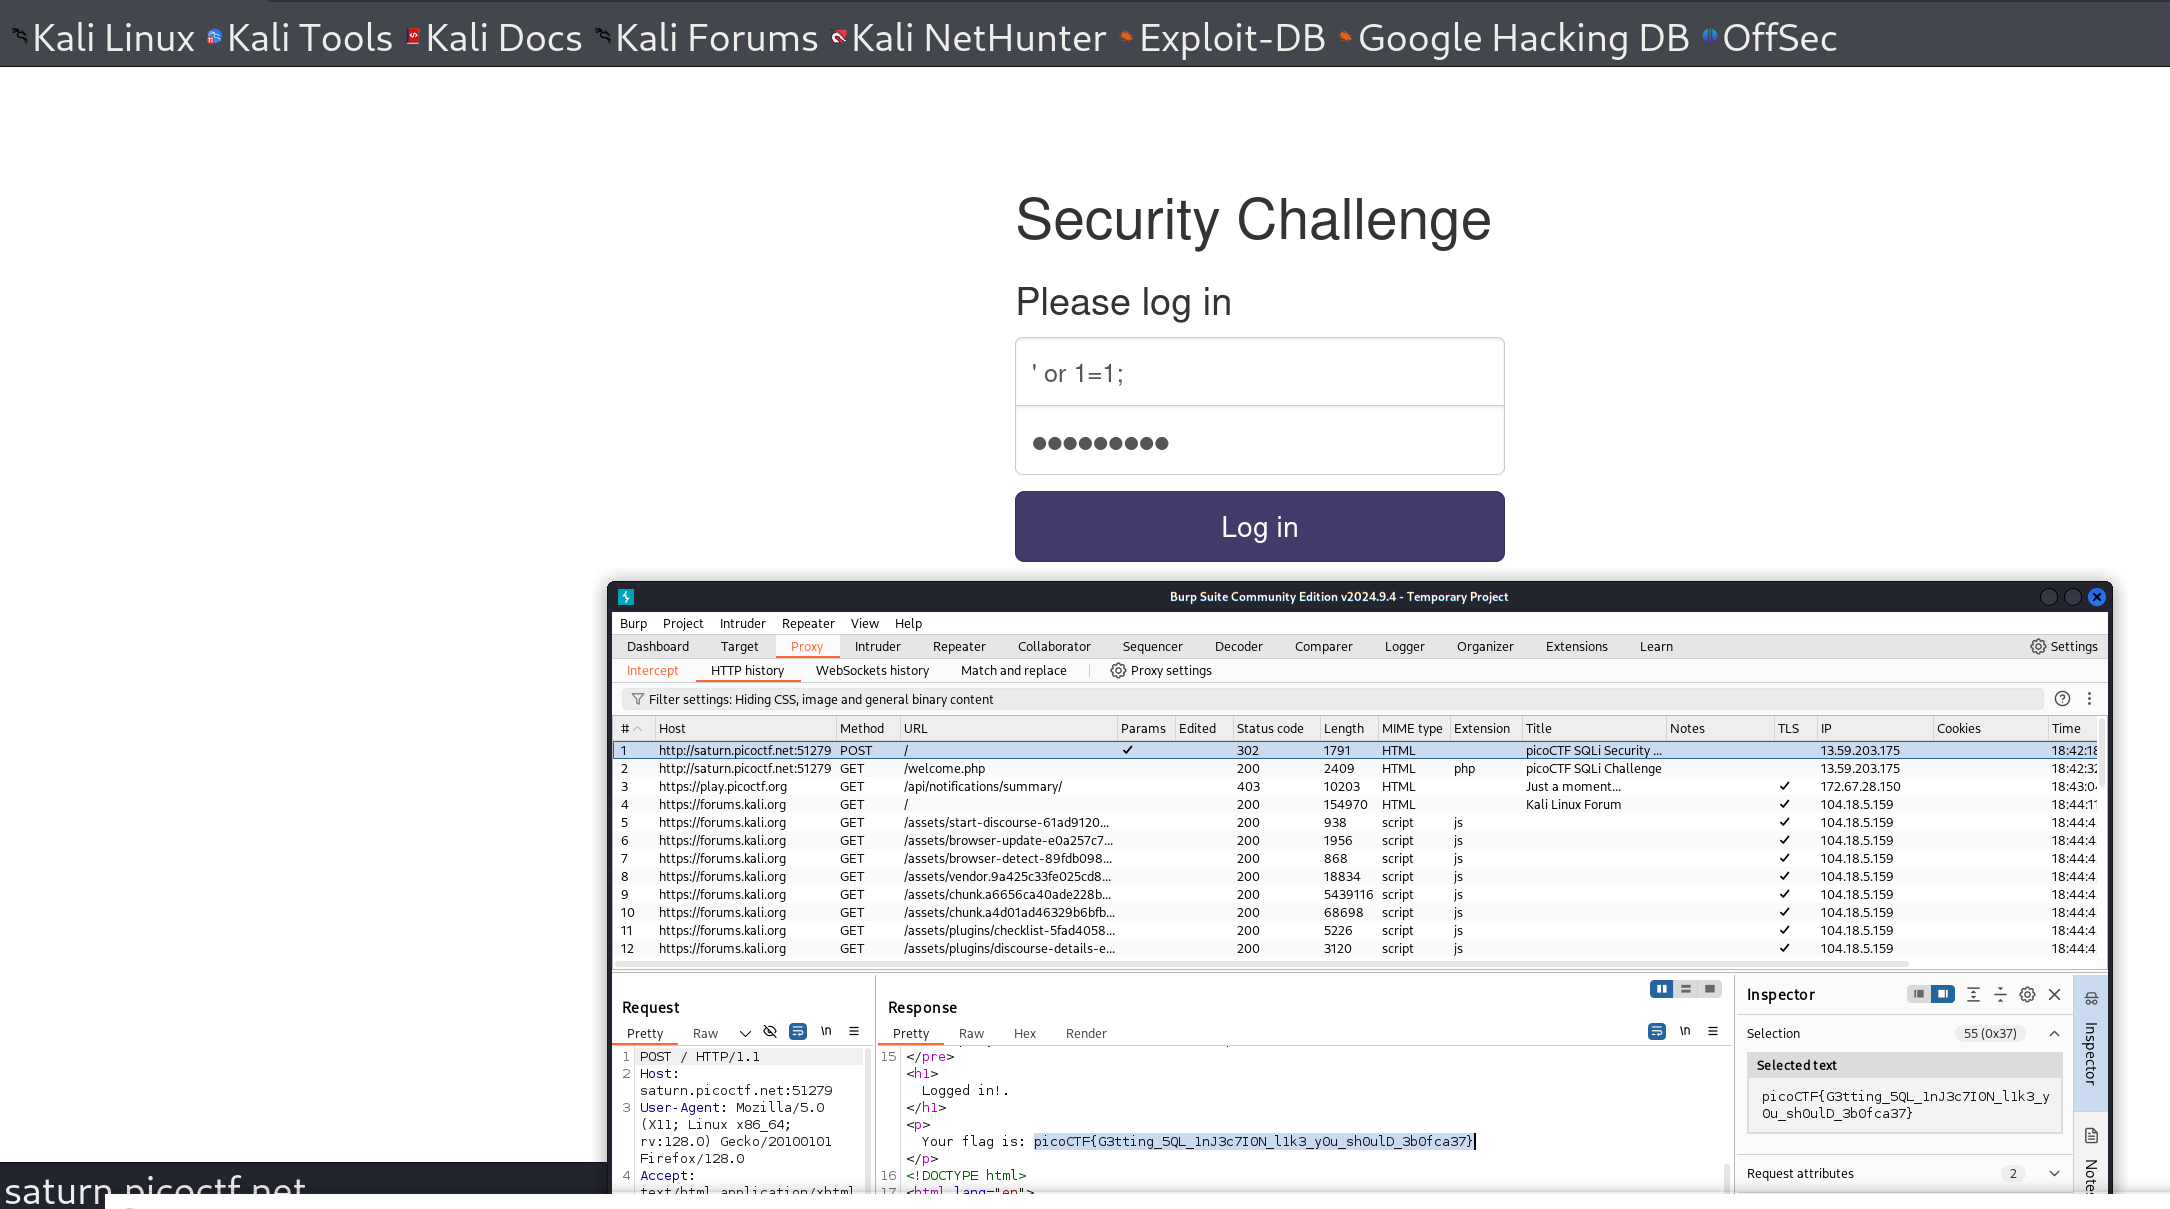 Kali Linux Kali Tools Kali Docs Kali Forums Kali NetHunter Exploit-DB Google Hacking DB OffSec
Security Challenge
Please log in
' or 1=1;
●●●●●●●●●
Log in
Burp Suite Community Edition v2024.9.4 - Temporary Project
Burp Project Intruder Repeater View Help
Dashboard Target Proxy Intruder Repeater Collaborator Sequencer Decoder Comparer Logger Organizer Extensions Learn Settings
Intercept HTTP history WebSockets history Match and replace Proxy settings
Filter settings: Hiding CSS, image and general binary content
# Host Method URL Params Edited Status code Length MIME type Extension Title Notes TLS IP Cookies Time
1 http://saturn.picoctf.net:51279 POST / ✓ 302 1791 HTML picoCTF SQLi Security ... 13.59.203.175 18:42:18
2 http://saturn.picoctf.net:51279 GET /welcome.php 200 2409 HTML php picoCTF SQLi Challenge 13.59.203.175 18:42:32
3 https://play.picoctf.org GET /api/notifications/summary/ 403 10203 HTML Just a moment... ✓ 172.67.28.150 18:43:04
4 https://forums.kali.org GET / 200 154970 HTML Kali Linux Forum ✓ 104.18.5.159 18:44:11
5 https://forums.kali.org GET /assets/start-discourse-61ad9120... 200 938 script js ✓ 104.18.5.159 18:44:4
6 https://forums.kali.org GET /assets/browser-update-e0a257c7... 200 1956 script js ✓ 104.18.5.159 18:44:4
7 https://forums.kali.org GET /assets/browser-detect-89fdb098... 200 868 script js ✓ 104.18.5.159 18:44:4
8 https://forums.kali.org GET /assets/vendor.9a425c33fe025cd8... 200 18834 script js ✓ 104.18.5.159 18:44:4
9 https://forums.kali.org GET /assets/chunk.a6656ca40ade228b... 200 5439116 script js ✓ 104.18.5.159 18:44:4
10 https://forums.kali.org GET /assets/chunk.a4d01ad46329b6bfb... 200 68698 script js ✓ 104.18.5.159 18:44:4
11 https://forums.kali.org GET /assets/plugins/checklist-5fad4058... 200 5226 script js ✓ 104.18.5.159 18:44:4
12 https://forums.kali.org GET /assets/plugins/discourse-details-e... 200 3120 script js ✓ 104.18.5.159 18:44:4
Request
Pretty Raw \n
1 POST / HTTP/1.1
2 Host:
saturn.picoctf.net:51279
3 User-Agent: Mozilla/5.0
(X11; Linux x86_64;
rv:128.0) Gecko/20100101
Firefox/128.0
4 Accept:
text/html,application/xhtml
Response
Pretty Raw Hex Render \n
15 </pre>
<h1>
Logged in!.
</h1>
<p>
Your flag is: picoCTF{G3tting_5QL_1nJ3c7I0N_l1k3_y0u_sh0ulD_3b0fca37}
</p>
16 <!DOCTYPE html>
17 <html lang="en">
Inspector
Selection 55 (0x37)
Selected text
picoCTF{G3tting_5QL_1nJ3c7I0N_l1k3_y
0u_sh0ulD_3b0fca37}
Request attributes 2
Inspector
Notes
saturn.picoctf.net